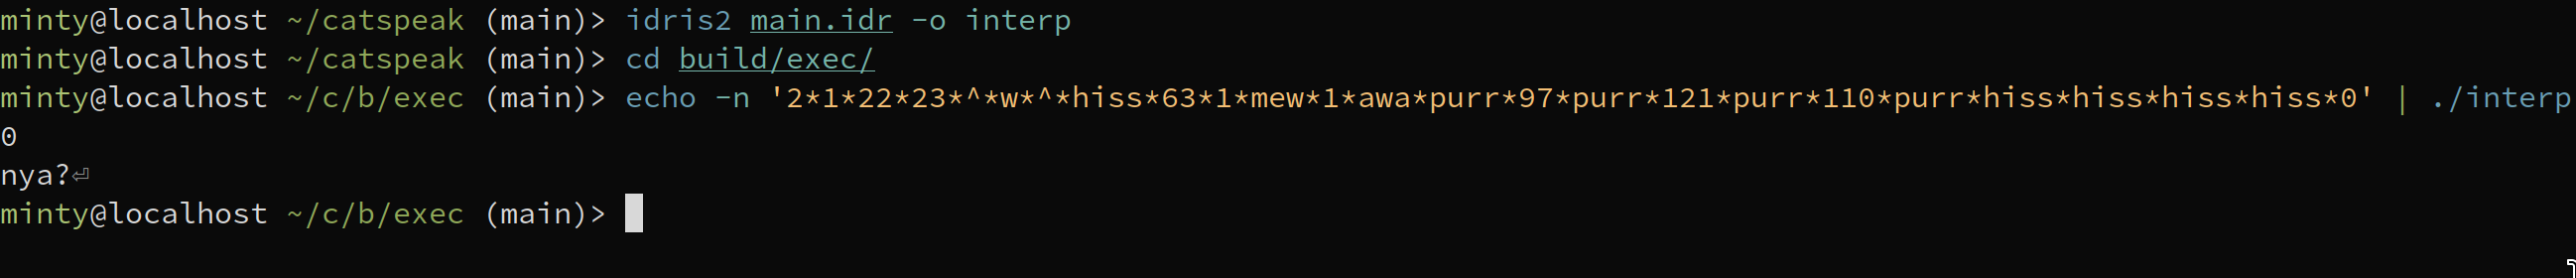 minty@localhost ~/catspeak (main)> idris2 main.idr -o interp
minty@localhost ~/catspeak (main)> cd build/exec/
minty@localhost ~/c/b/exec (main)> echo -n '2*1*22*23*^*w*^*hiss*63*1*mew*1*awa*purr*97*purr*121*purr*110*purr*hiss*hiss*hiss*hiss*0' | ./interp
0
nya?⏎
minty@localhost ~/c/b/exec (main)>